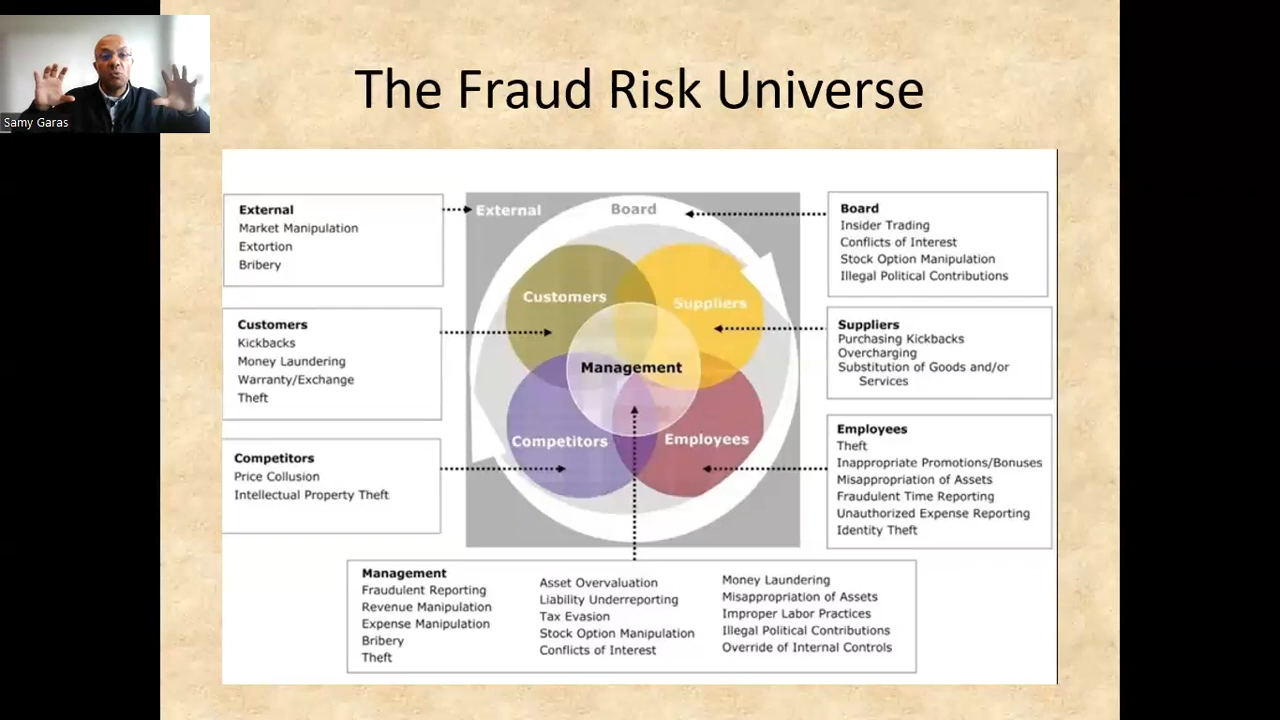 The Fraud Risk Universe
Samy Garas
External
Market Manipulation
Extortion
Bribery
Customers
Kickbacks
Money Laundering
Warranty/Exchange
Theft
Competitors
Price Collusion
Intellectual Property Theft
External
Board
Customers
Suppliers
Management
Competitors
Employees
Board
Insider Trading
Conflicts of Interest
Stock Option Manipulation
Illegal Political Contributions
Suppliers
Purchasing Kickbacks
Overcharging
Substitution of Goods and/or
Services
Employees
Theft
Inappropriate Promotions/Bonuses
Misappropriation of Assets
Fraudulent Time Reporting
Unauthorized Expense Reporting
Identity Theft
Management
Fraudulent Reporting
Revenue Manipulation
Expense Manipulation
Bribery
Theft
Asset Overvaluation
Liability Underreporting
Tax Evasion
Stock Option Manipulation
Conflicts of Interest
Money Laundering
Misappropriation of Assets
Improper Labor Practices
Illegal Political Contributions
Override of Internal Controls